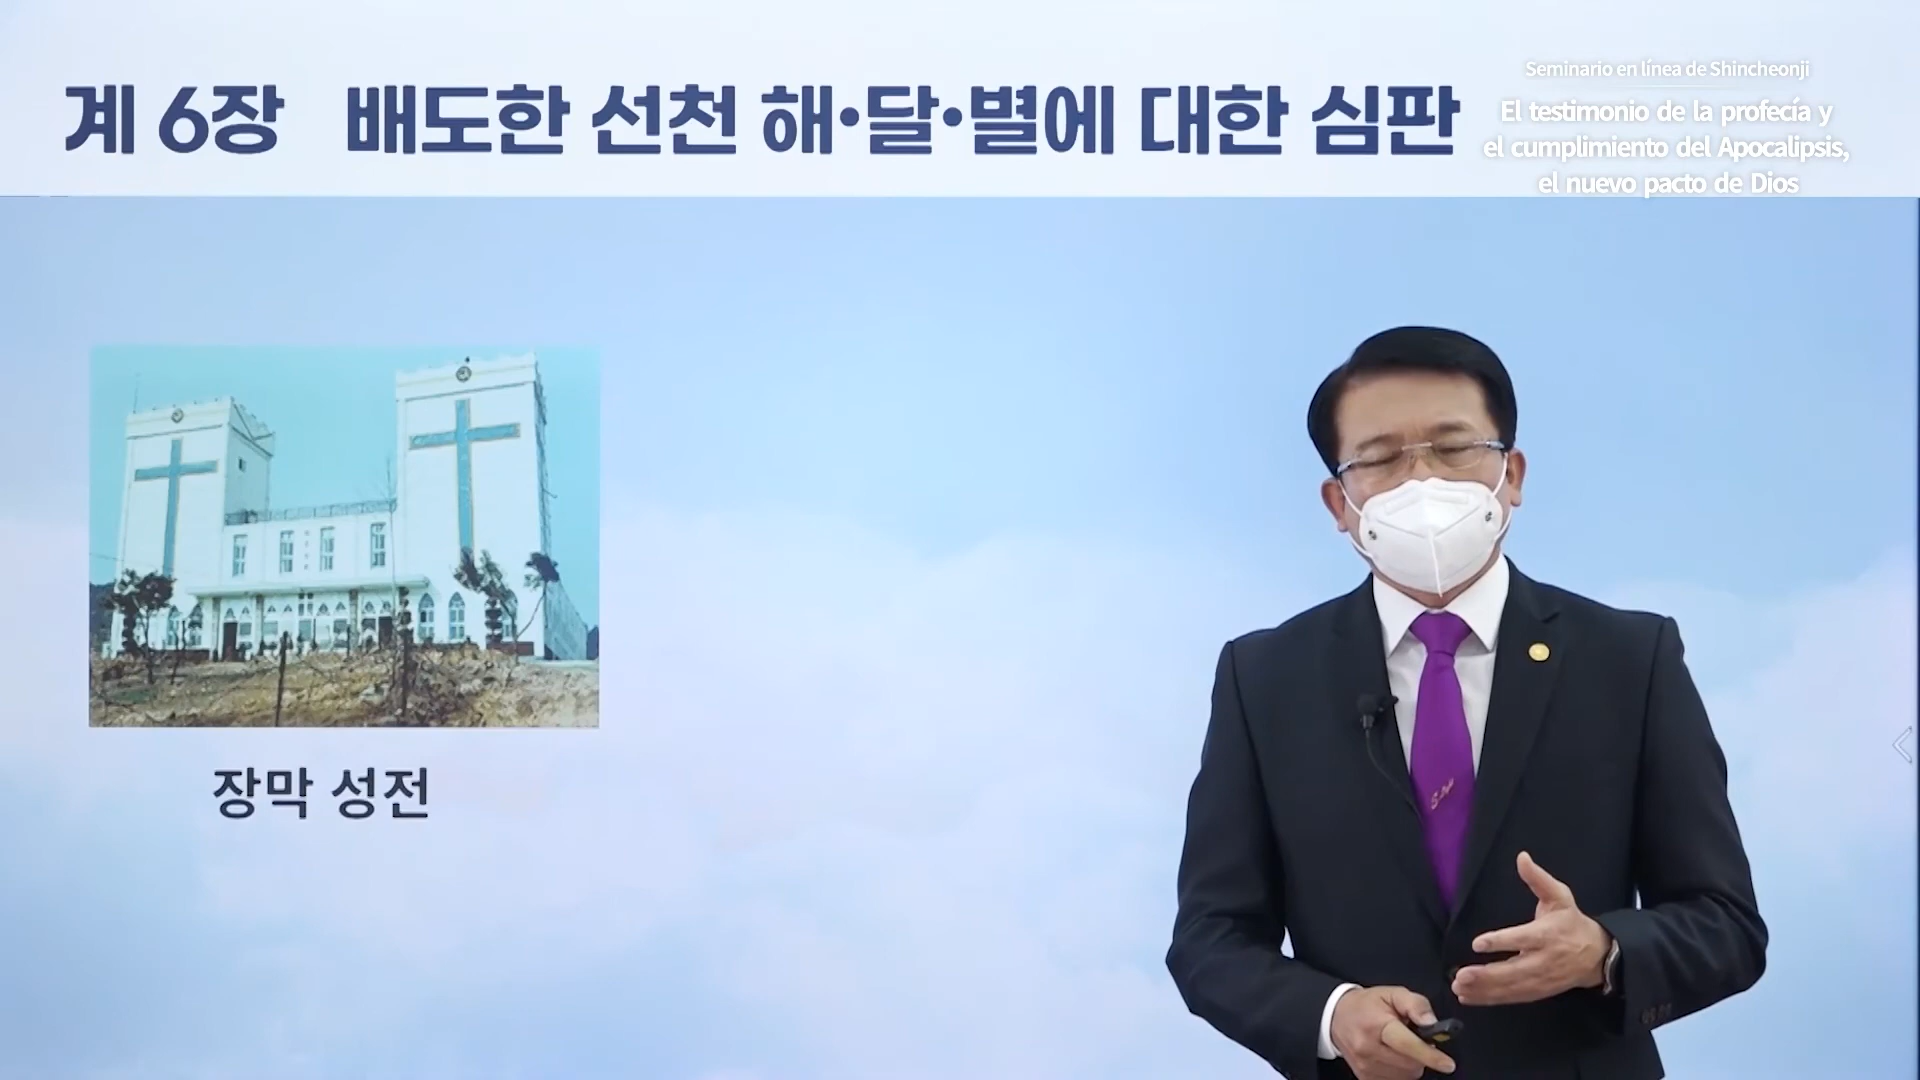 계 6장 배도한 선천 해·달·별에 대한 심판
Seminario en línea de Shincheonji
El testimonio de la profecía y
el cumplimiento del Apocalipsis,
el nuevo pacto de Dios
장막 성전